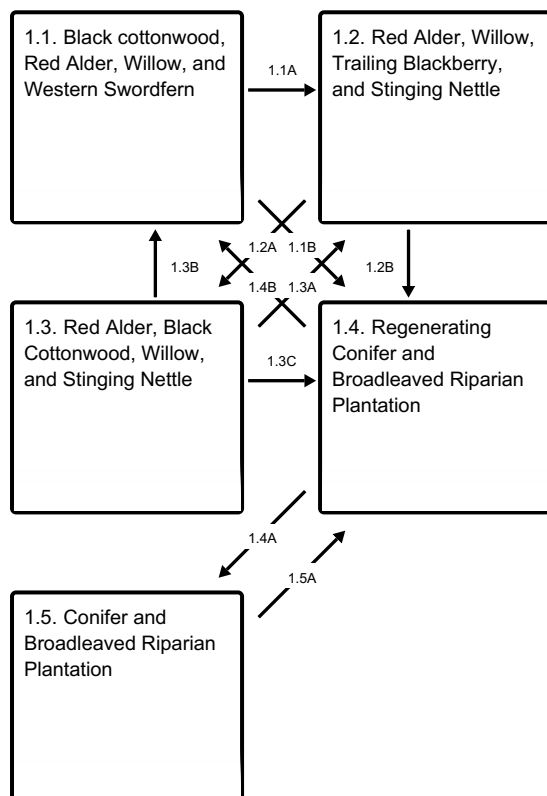 1.1. Black cottonwood,
Red Alder, Willow, and
Western Swordfern
1.1A
1.2. Red Alder, Willow,
Trailing Blackberry,
and Stinging Nettle
1.3B
1.2A
1.1B
1.4B
1.3A
1.2B
1.3. Red Alder, Black
Cottonwood, Willow,
and Stinging Nettle
1.3C
1.4. Regenerating
Conifer and
Broadleaved Riparian
Plantation
1.4A
1.5A
1.5. Conifer and
Broadleaved Riparian
Plantation